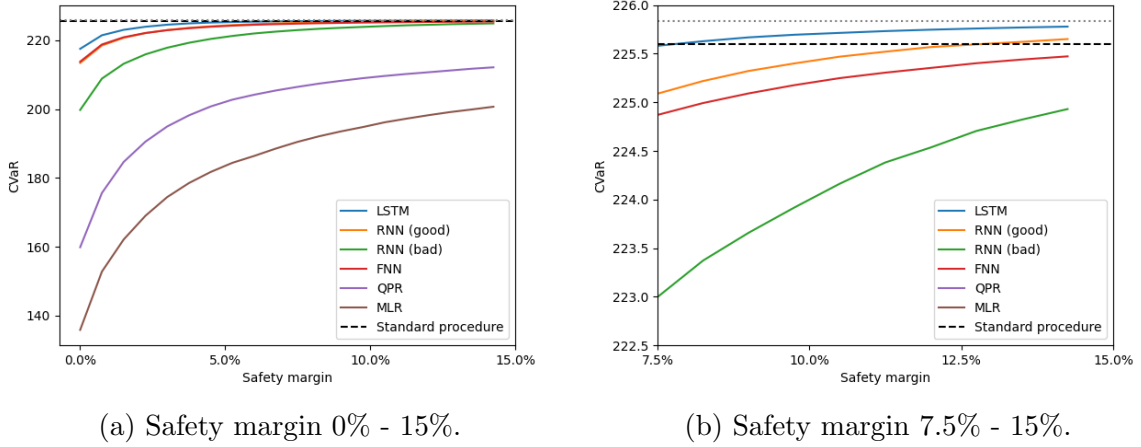 220
200
180
160
140
CVaR
0.0%
5.0%
10.0%
15.0%
Safety margin
LSTM
RNN (good)
RNN (bad)
FNN
QPR
MLR
Standard procedure
(a) Safety margin 0% - 15%.
226.0
225.5
225.0
224.5
224.0
223.5
223.0
222.5
CVaR
7.5%
10.0%
12.5%
15.0%
Safety margin
LSTM
RNN (good)
RNN (bad)
FNN
QPR
MLR
Standard procedure
(b) Safety margin 7.5% - 15%.